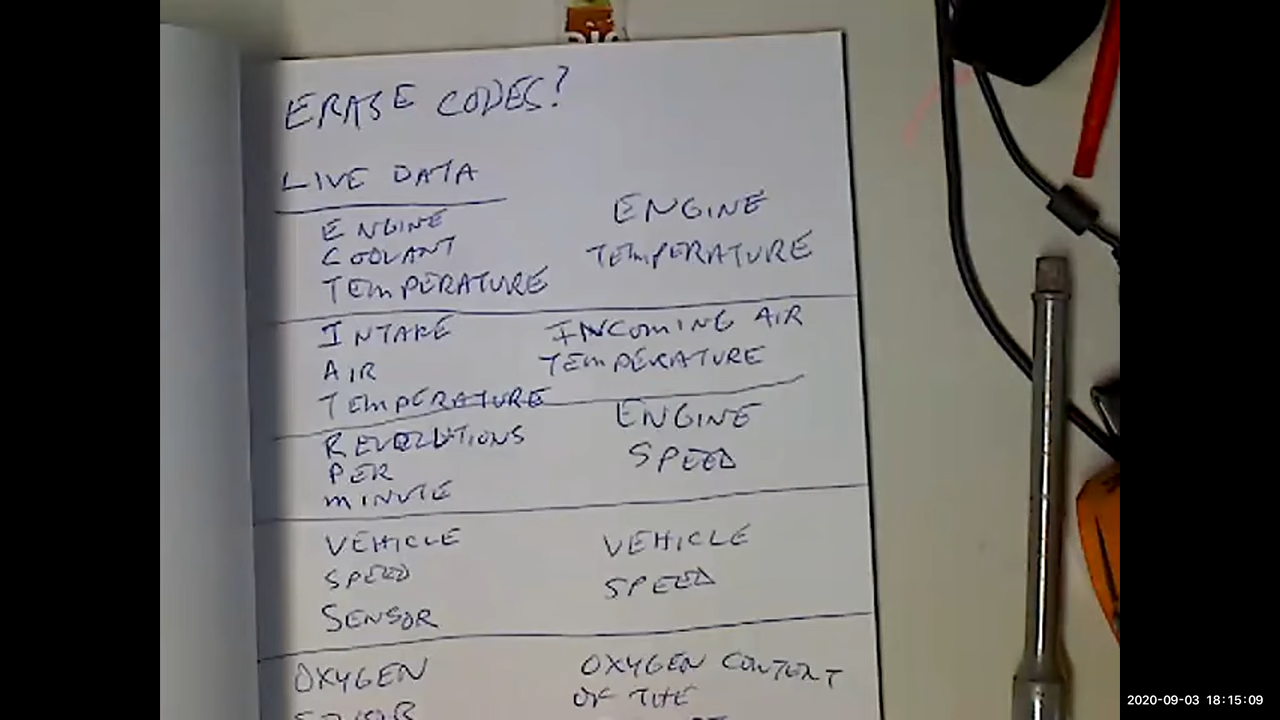 ERASE CODES?
LIVE DATA
ENGINE
COOLANT
TEMPERATURE
ENGINE
TEMPERATURE
INTAKE
AIR
TEMPERATURE
INCOMING AIR
TEMPERATURE
REVOLUTIONS
PER
MINUTE
ENGINE
SPEED
VEHICLE
SPEED
SENSOR
VEHICLE
SPEED
OXYGEN
SENSOR
OXYGEN CONTENT
OF THE
2020-09-03 18:15:09